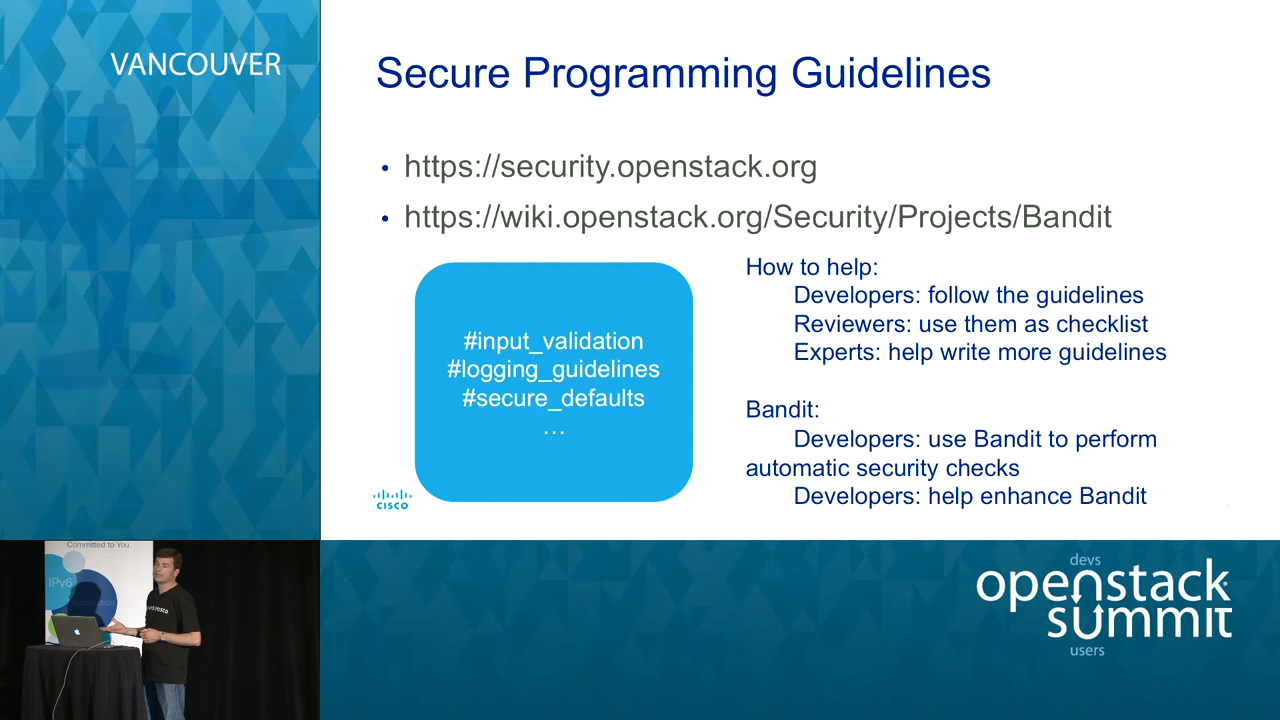 VANCOUVER
Secure Programming Guidelines
• https://security.openstack.org
• https://wiki.openstack.org/Security/Projects/Bandit
#input_validation
#logging_guidelines
#secure_defaults
...
How to help:
Developers: follow the guidelines
Reviewers: use them as checklist
Experts: help write more guidelines
Bandit:
Developers: use Bandit to perform
automatic security checks
Developers: help enhance Bandit
CISCO
Committed to You.
IPv6
devs
openstack
summit
users